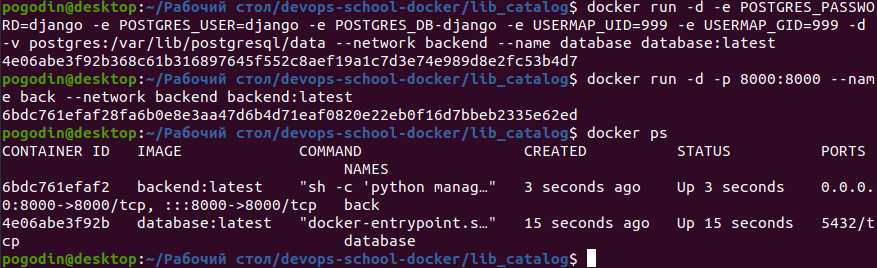 pogodin@desktop:~/Рабочий стол/devops-school-docker/lib_catalog$ docker run -d -e POSTGRES_PASSWO
RD=django -e POSTGRES_USER=django -e POSTGRES_DB-django -e USERMAP_UID=999 -e USERMAP_GID=999 -d
-v postgres:/var/lib/postgresql/data --network backend --name database database:latest
4e06abe3f92b368c61b316897645f552c8aef19a1c7d3e74e989d8e2fc53b4d7
pogodin@desktop:~/Рабочий стол/devops-school-docker/lib_catalog$ docker run -d -p 8000:8000 --nam
e back --network backend backend:latest
6bdc761efaf28fa6b0e8e3aa47d6b4d71eaf0820e22eb0f16d7bbeb2335e62ed
pogodin@desktop:~/Рабочий стол/devops-school-docker/lib_catalog$ docker ps
CONTAINER ID   IMAGE             COMMAND                  CREATED          STATUS          PORTS
                                 NAMES
6bdc761efaf2   backend:latest    "sh -c 'python manag…"   3 seconds ago    Up 3 seconds    0.0.0.
0:8000->8000/tcp, :::8000->8000/tcp   back
4e06abe3f92b   database:latest   "docker-entrypoint.s…"   15 seconds ago   Up 15 seconds   5432/t
cp                               database
pogodin@desktop:~/Рабочий стол/devops-school-docker/lib_catalog$